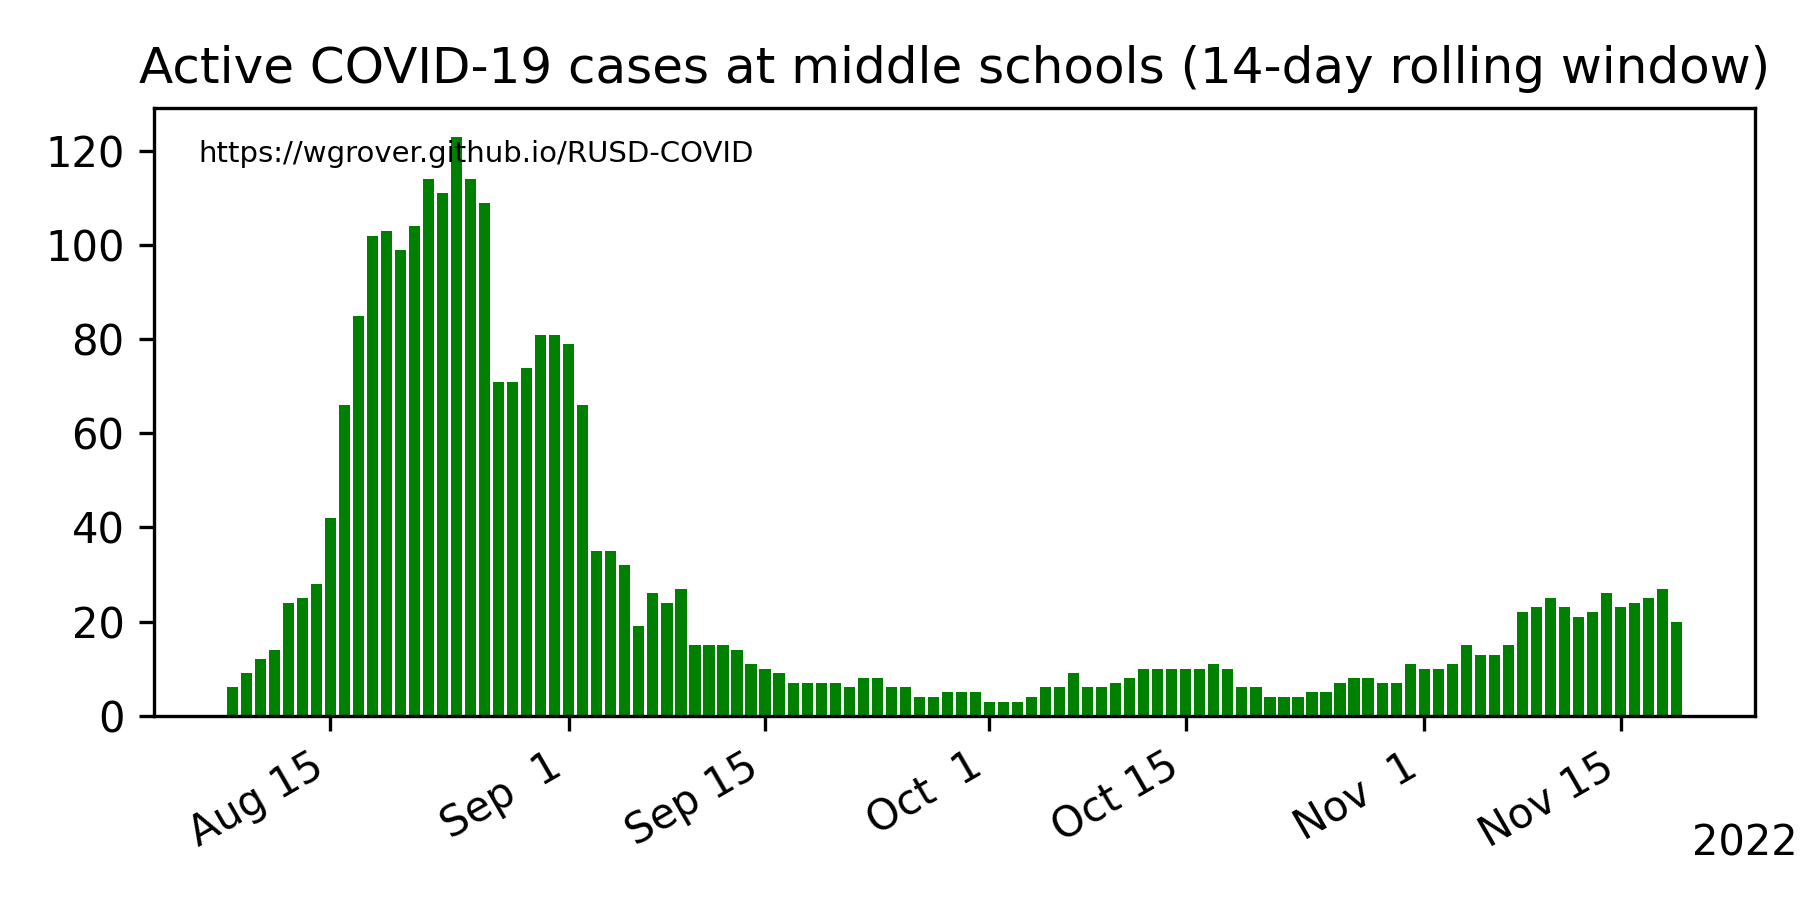 Active COVID-19 cases at middle schools (14-day rolling window)
https://wgrover.github.io/RUSD-COVID
120
100
80
60
40
20
0
Aug 15
Sep  1
Sep 15
Oct  1
Oct 15
Nov  1
Nov 15
2022